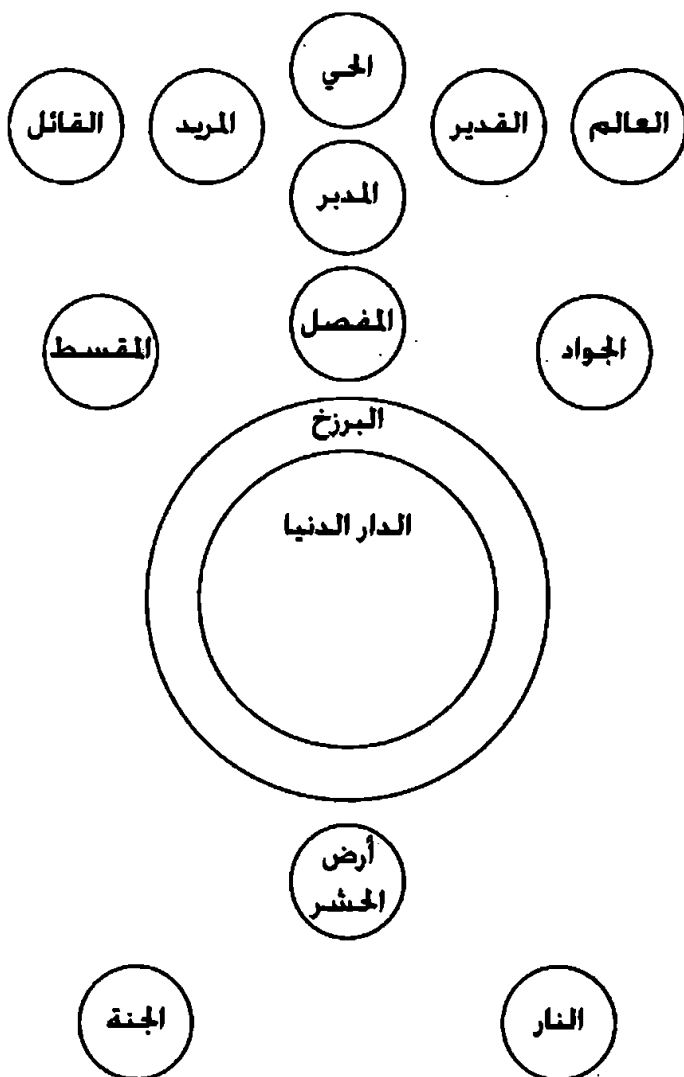 الحي
العالم
القدير
المريد
القائل
المدبر
المفصل
الجواد
المقسط
البرزخ
الدار الدنيا
أرض
الحشر
النار
الجنة